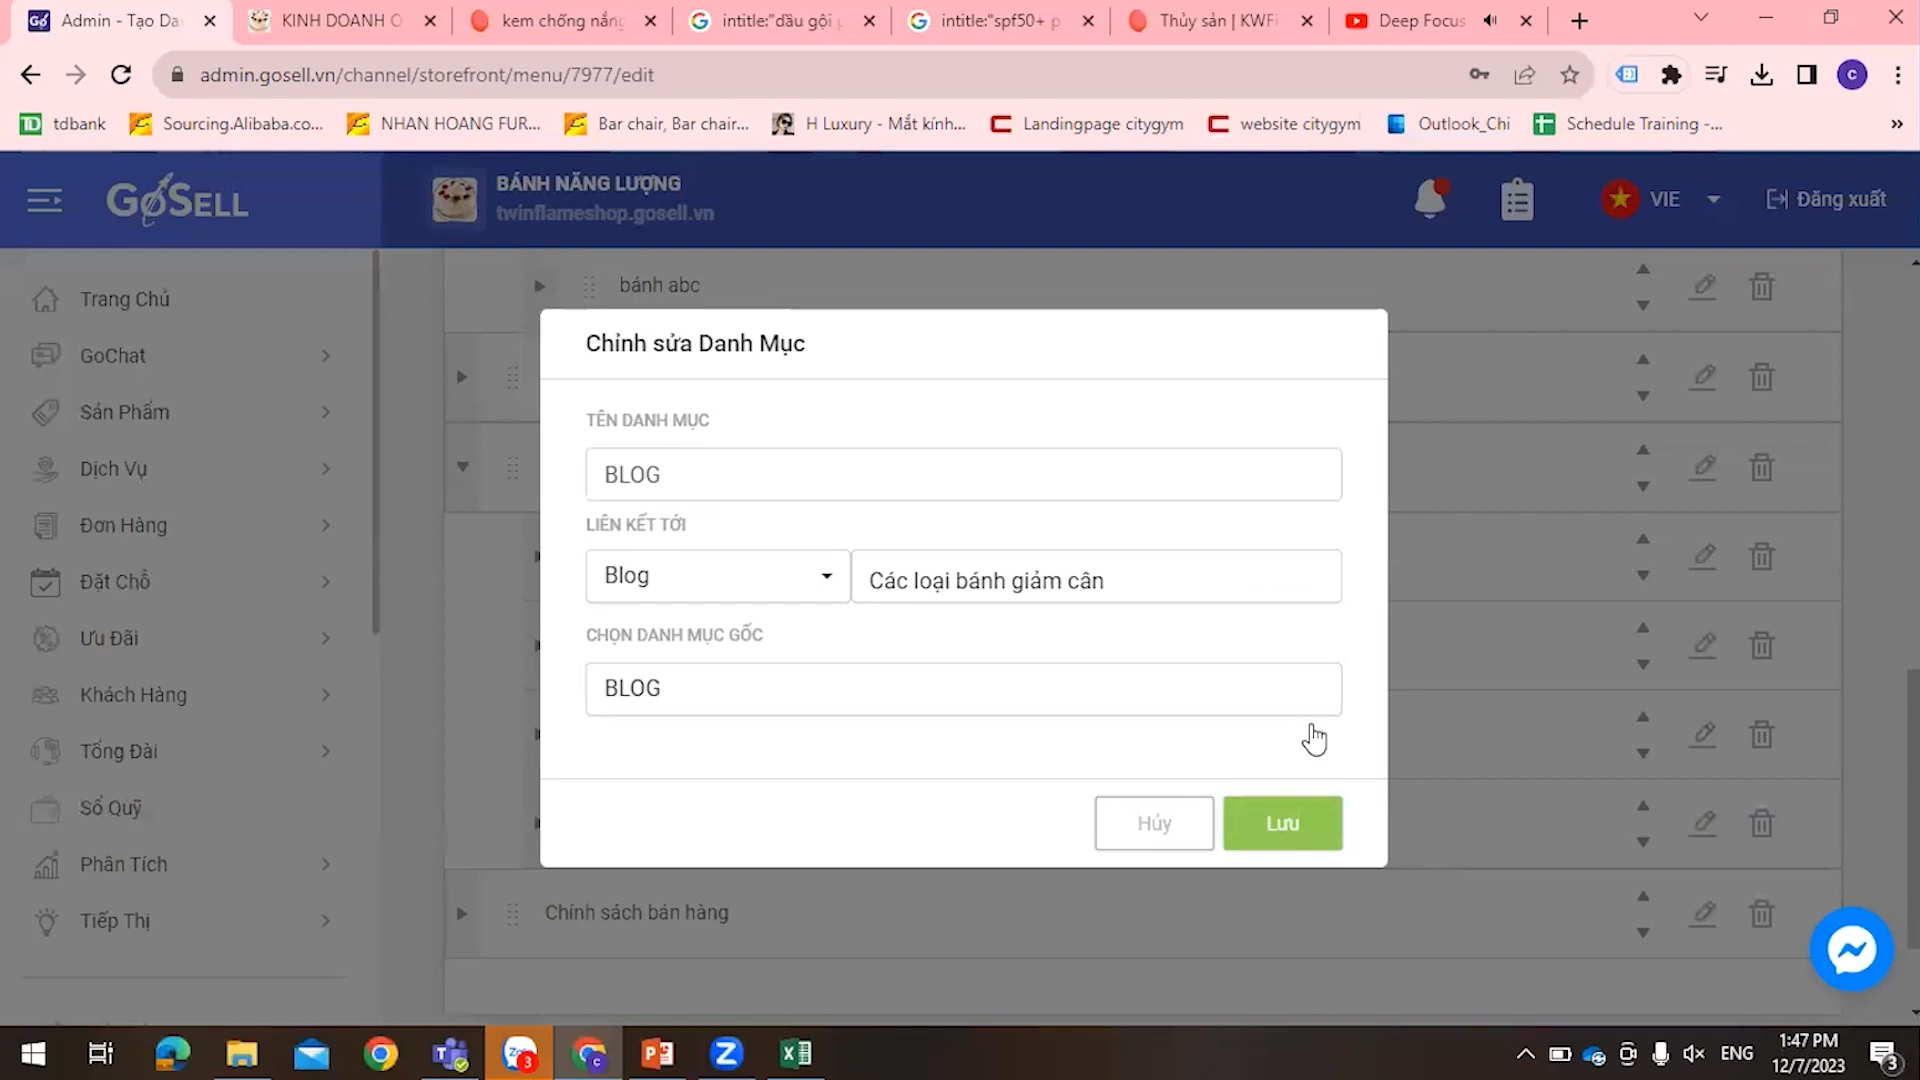 Admin - Tạo Da
KINH DOANH O
kem chống nắng
intitle:"dầu gội p
intitle:"spf50+ p
Thủy sản | KWFi
Deep Focus
admin.gosell.vn/channel/storefront/menu/7977/edit
C
TD tdbank
Sourcing.Alibaba.co...
NHAN HOANG FUR...
Bar chair, Bar chair...
H Luxury - Mắt kính...
Landingpage citygym
website citygym
Outlook_Chi
Schedule Training -...
GOSELL
BÁNH NĂNG LƯỢNG
twinflameshop.gosell.vn
VIE
Đăng xuất
Trang Chủ
GoChat
Sản Phẩm
Dịch Vụ
Đơn Hàng
Đặt Chỗ
Ưu Đãi
Khách Hàng
Tổng Đài
Sổ Quỹ
Phân Tích
Tiếp Thị
bánh abc
Chỉnh sửa Danh Mục
TÊN DANH MỤC
BLOG
LIÊN KẾT TỚI
Blog
Các loại bánh giảm cân
CHỌN DANH MỤC GỐC
BLOG
Hủy
Lưu
Chính sách bán hàng
ENG
1:47 PM
12/7/2023
3